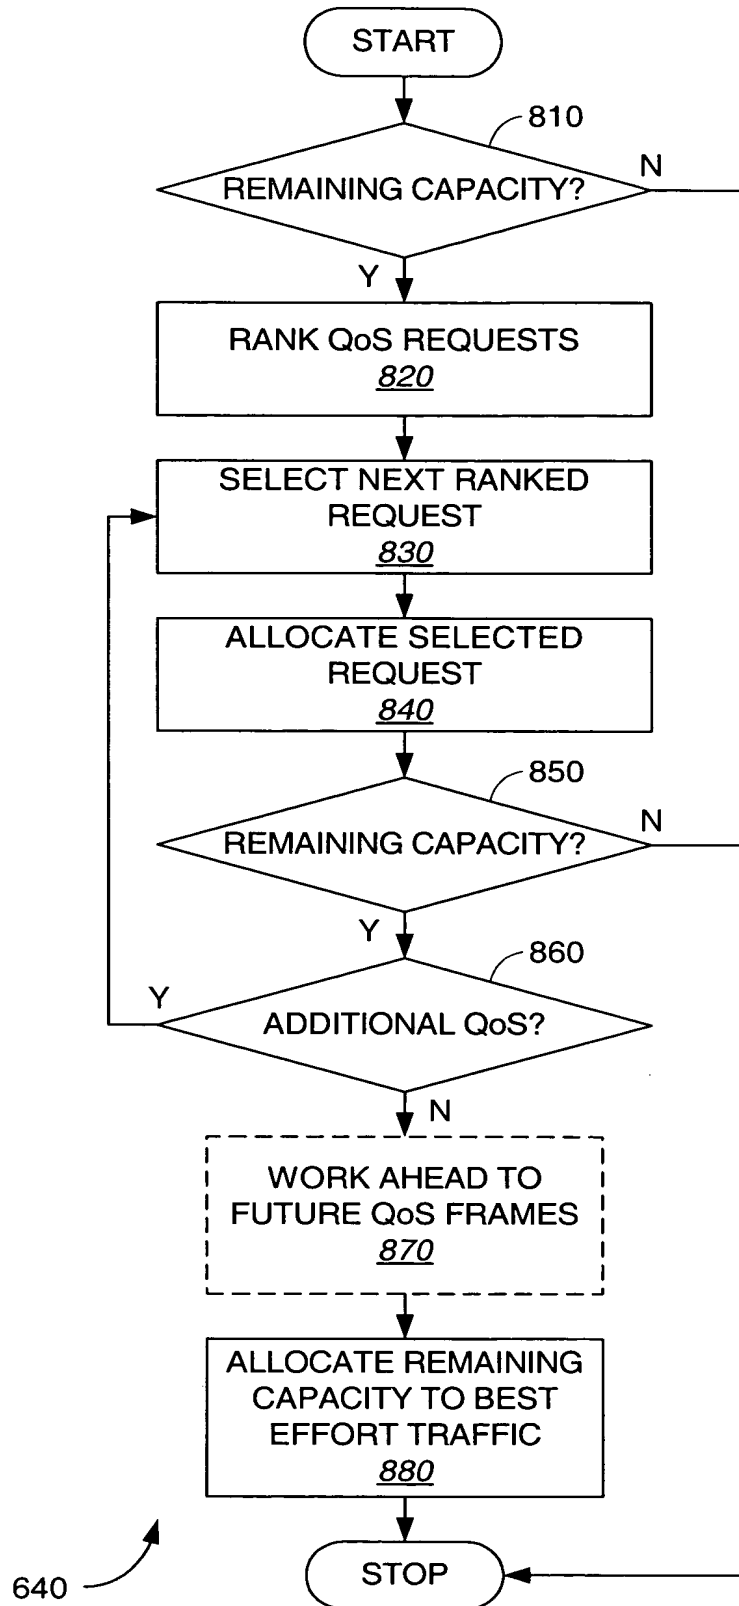 START
810
REMAINING CAPACITY?
N
Y
RANK QoS REQUESTS
820
SELECT NEXT RANKED
REQUEST
830
ALLOCATE SELECTED
REQUEST
840
850
REMAINING CAPACITY?
N
Y
860
Y
ADDITIONAL QoS?
N
WORK AHEAD TO
FUTURE QoS FRAMES
870
ALLOCATE REMAINING
CAPACITY TO BEST
EFFORT TRAFFIC
880
STOP
640